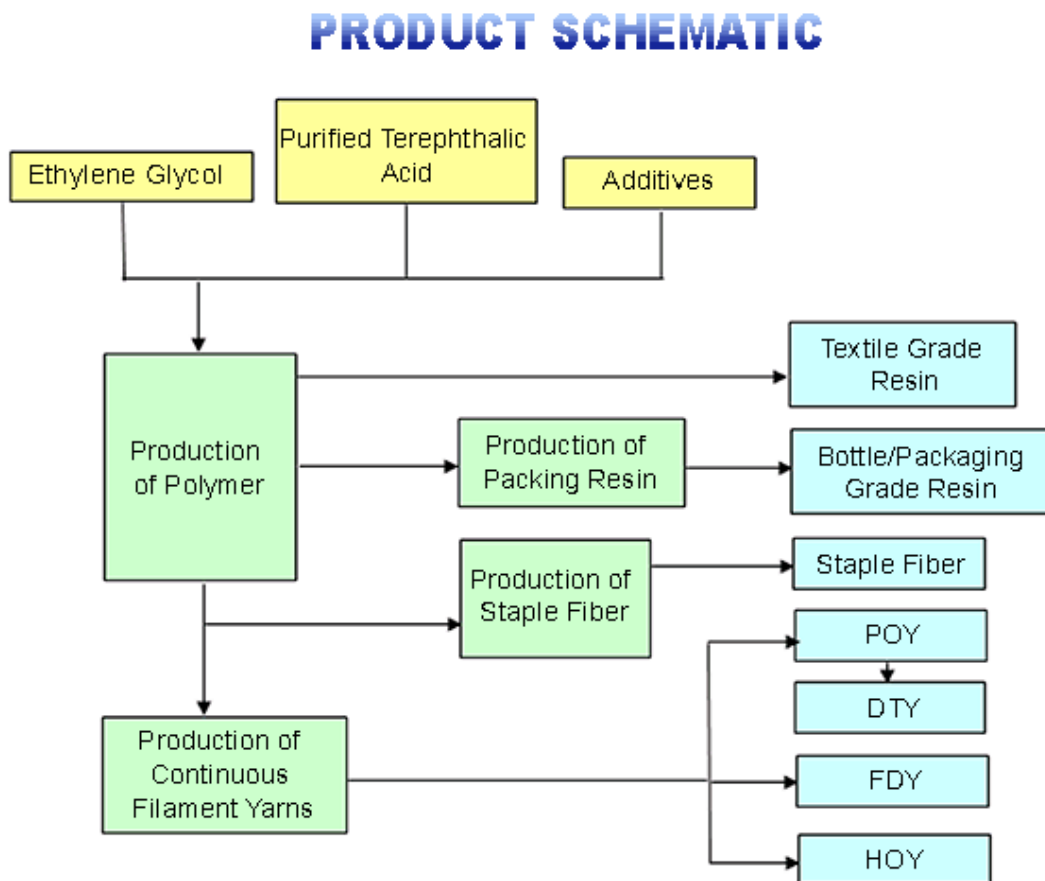 PRODUCT SCHEMATIC
Ethylene Glycol
Purified Terephthalic
Acid
Additives
Production
of Polymer
Textile Grade
Resin
Production of
Packing Resin
Bottle/Packaging
Grade Resin
Production of
Staple Fiber
Staple Fiber
POY
DTY
Production of
Continuous
Filament Yarns
FDY
HOY